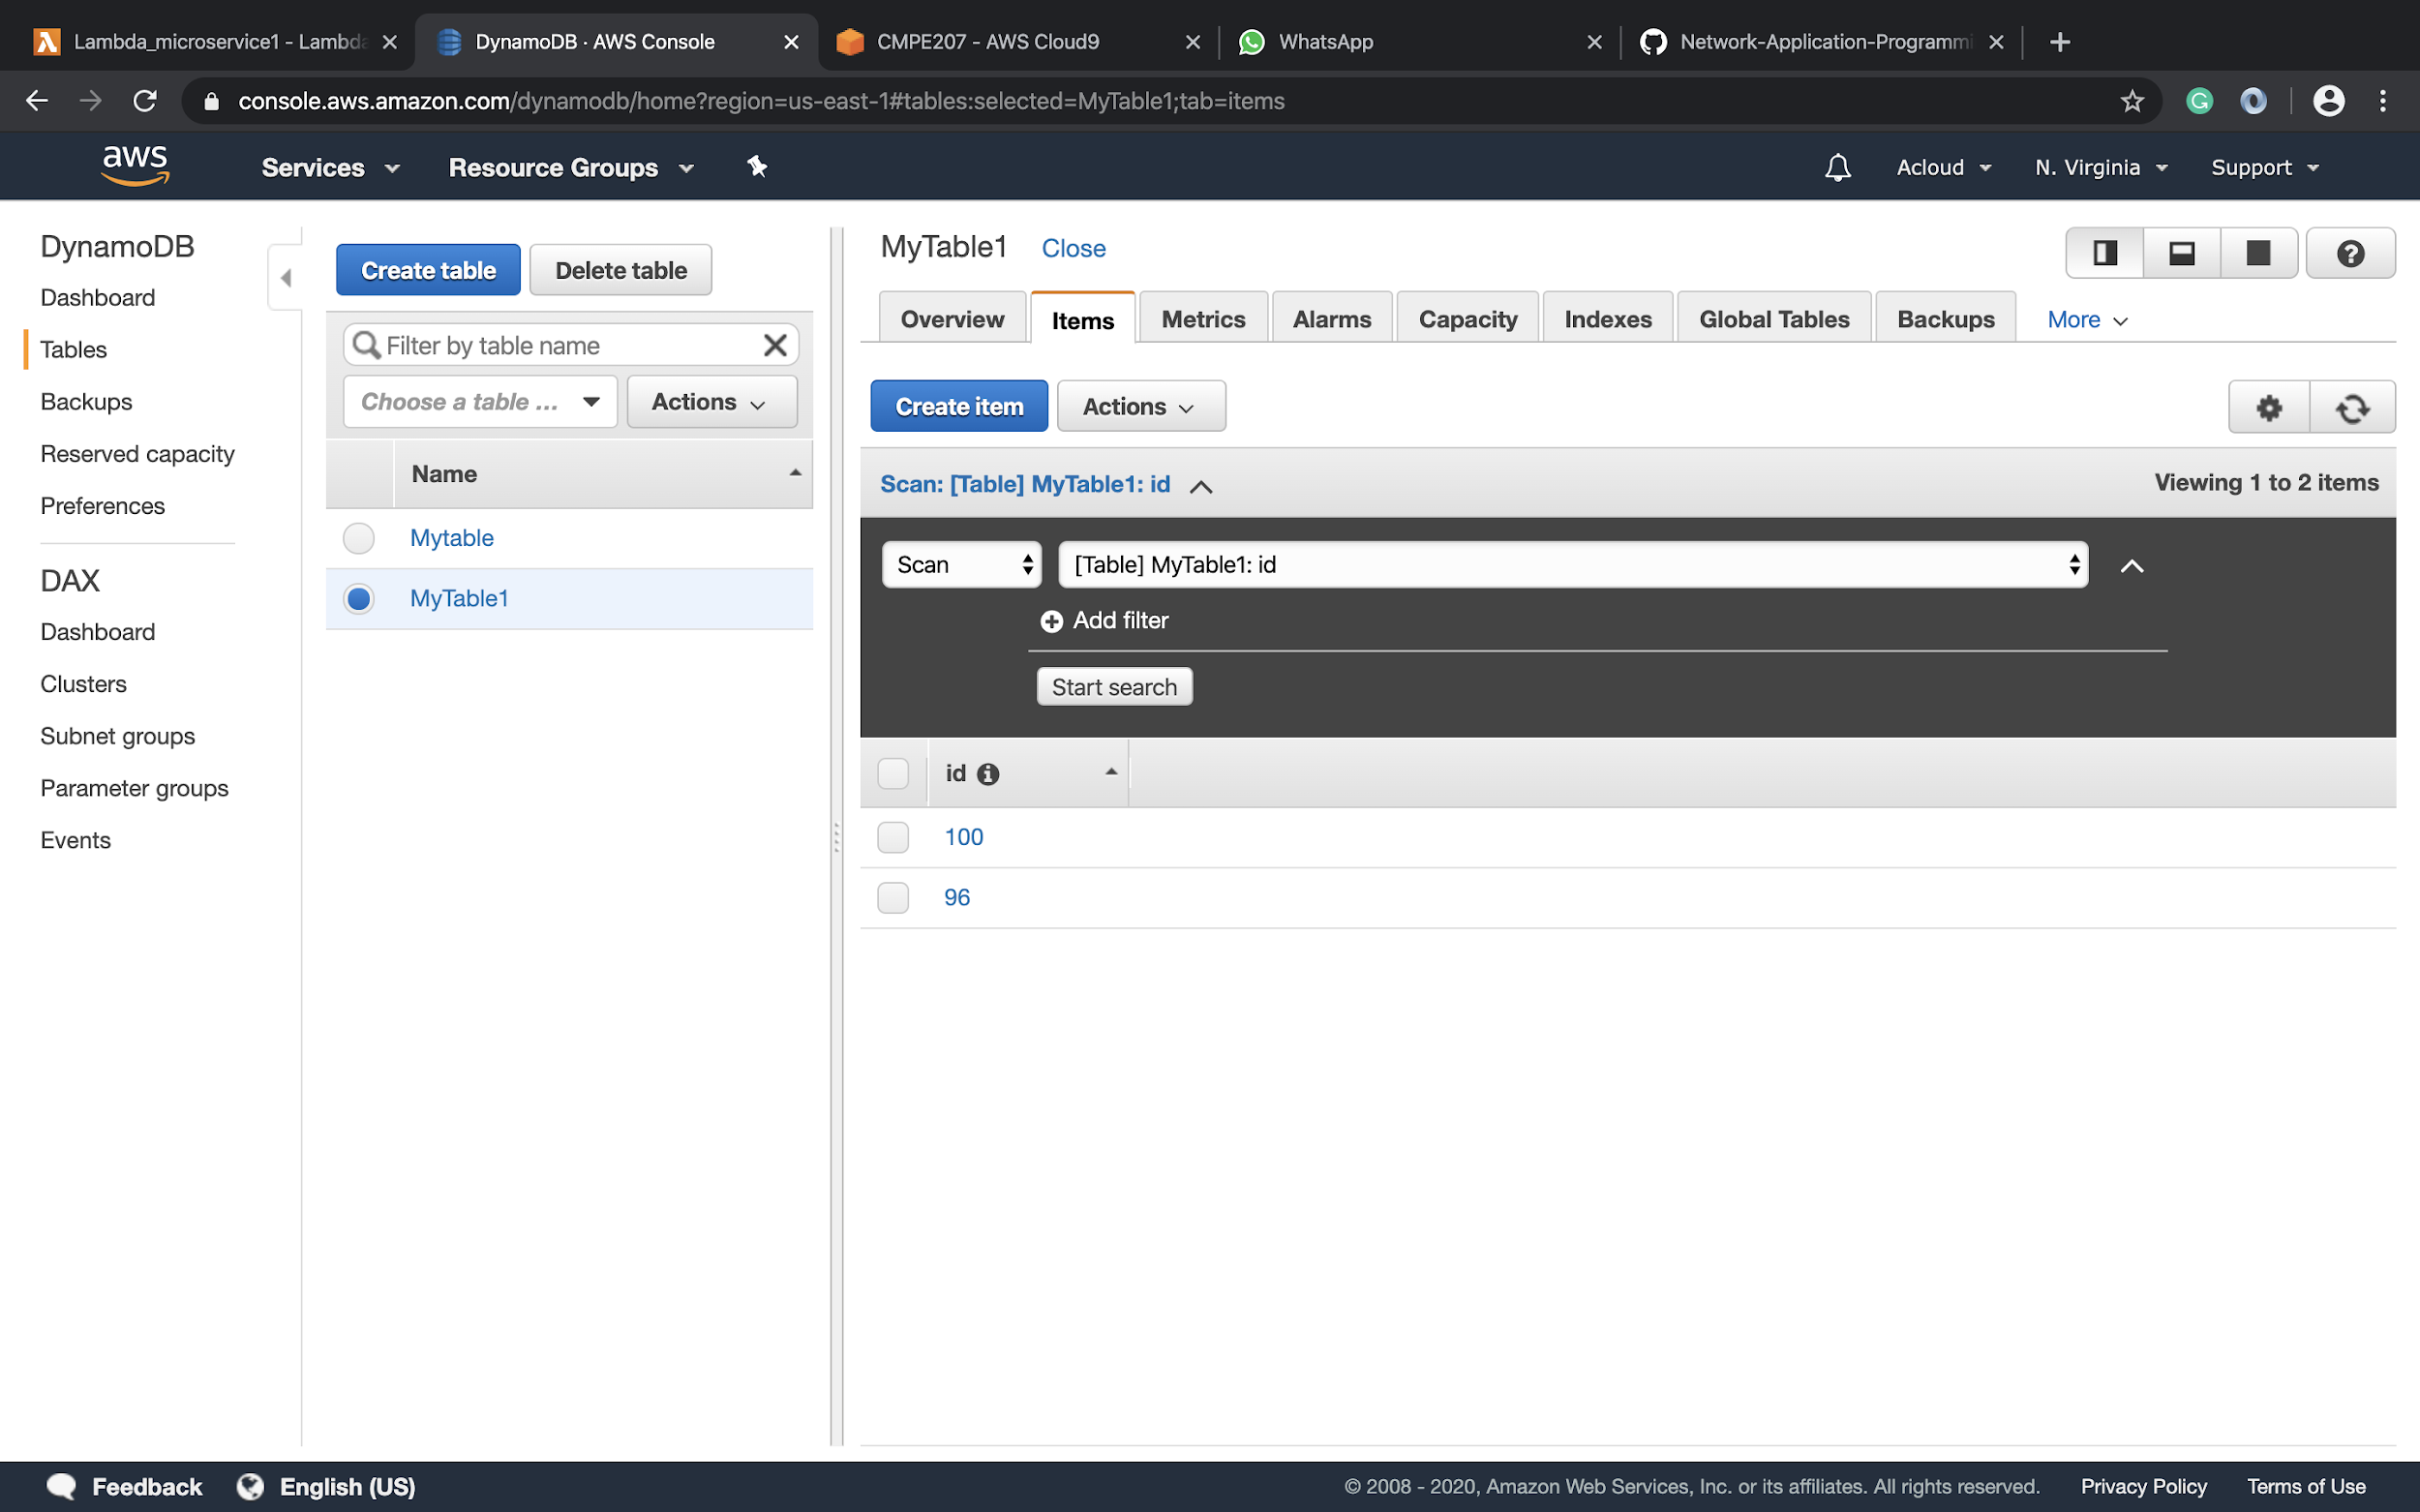 Lambda_microservice1 - Lambda
DynamoDB · AWS Console
CMPE207 - AWS Cloud9
WhatsApp
Network-Application-Programmi
console.aws.amazon.com/dynamodb/home?region=us-east-1#tables:selected=MyTable1;tab=items
aws
Services
Resource Groups
Acloud
N. Virginia
Support
DynamoDB
Dashboard
Tables
Backups
Reserved capacity
Preferences
DAX
Dashboard
Clusters
Subnet groups
Parameter groups
Events
Create table
Delete table
Filter by table name
Choose a table ...
Actions
Name
Mytable
MyTable1
MyTable1
Close
Overview
Items
Metrics
Alarms
Capacity
Indexes
Global Tables
Backups
More
Create item
Actions
Scan: [Table] MyTable1: id
Viewing 1 to 2 items
Scan
[Table] MyTable1: id
Add filter
Start search
id
100
96
Feedback
English (US)
© 2008 - 2020, Amazon Web Services, Inc. or its affiliates. All rights reserved.
Privacy Policy
Terms of Use